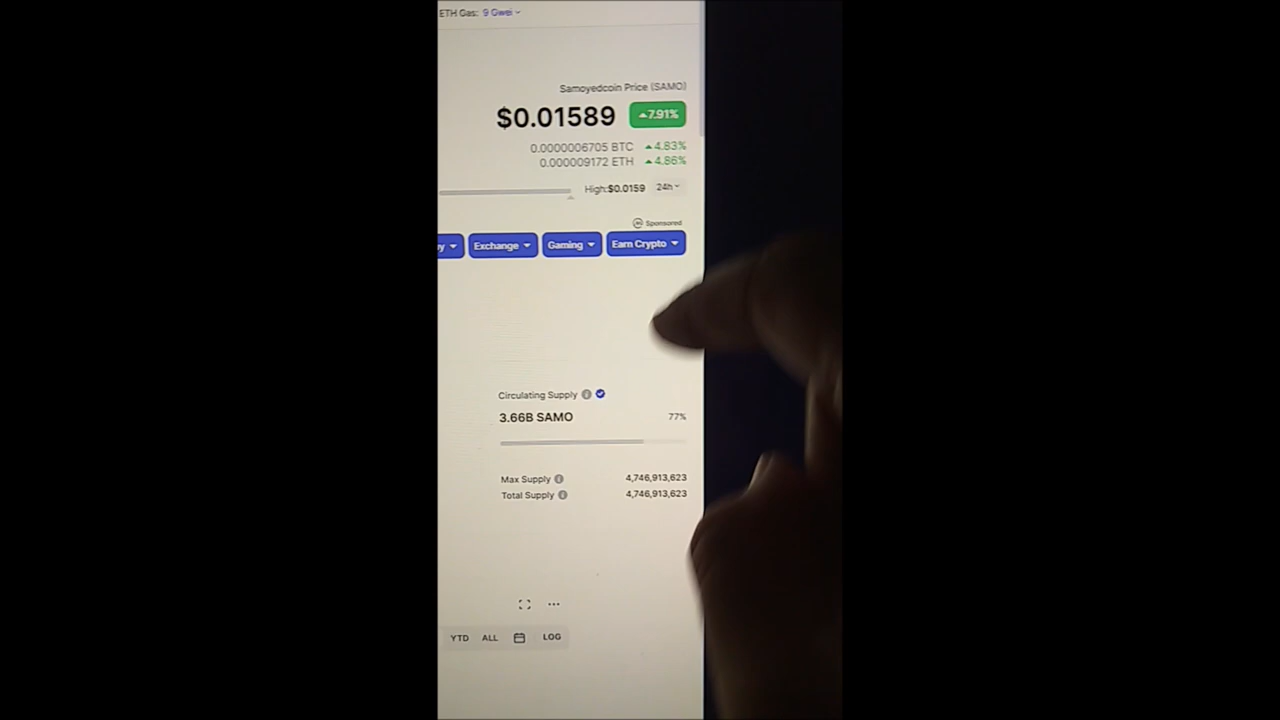 ETH Gas: 9 Gwei
Samoyedcoin Price (SAMO)
$0.01589 7.91%
0.0000006705 BTC 4.83%
0.000009172 ETH 4.86%
High:$0.0159 24h
Sponsored
Exchange Gaming Earn Crypto
Circulating Supply
3.66B SAMO 77%
Max Supply 4,746,913,623
Total Supply 4,746,913,623
YTD ALL LOG